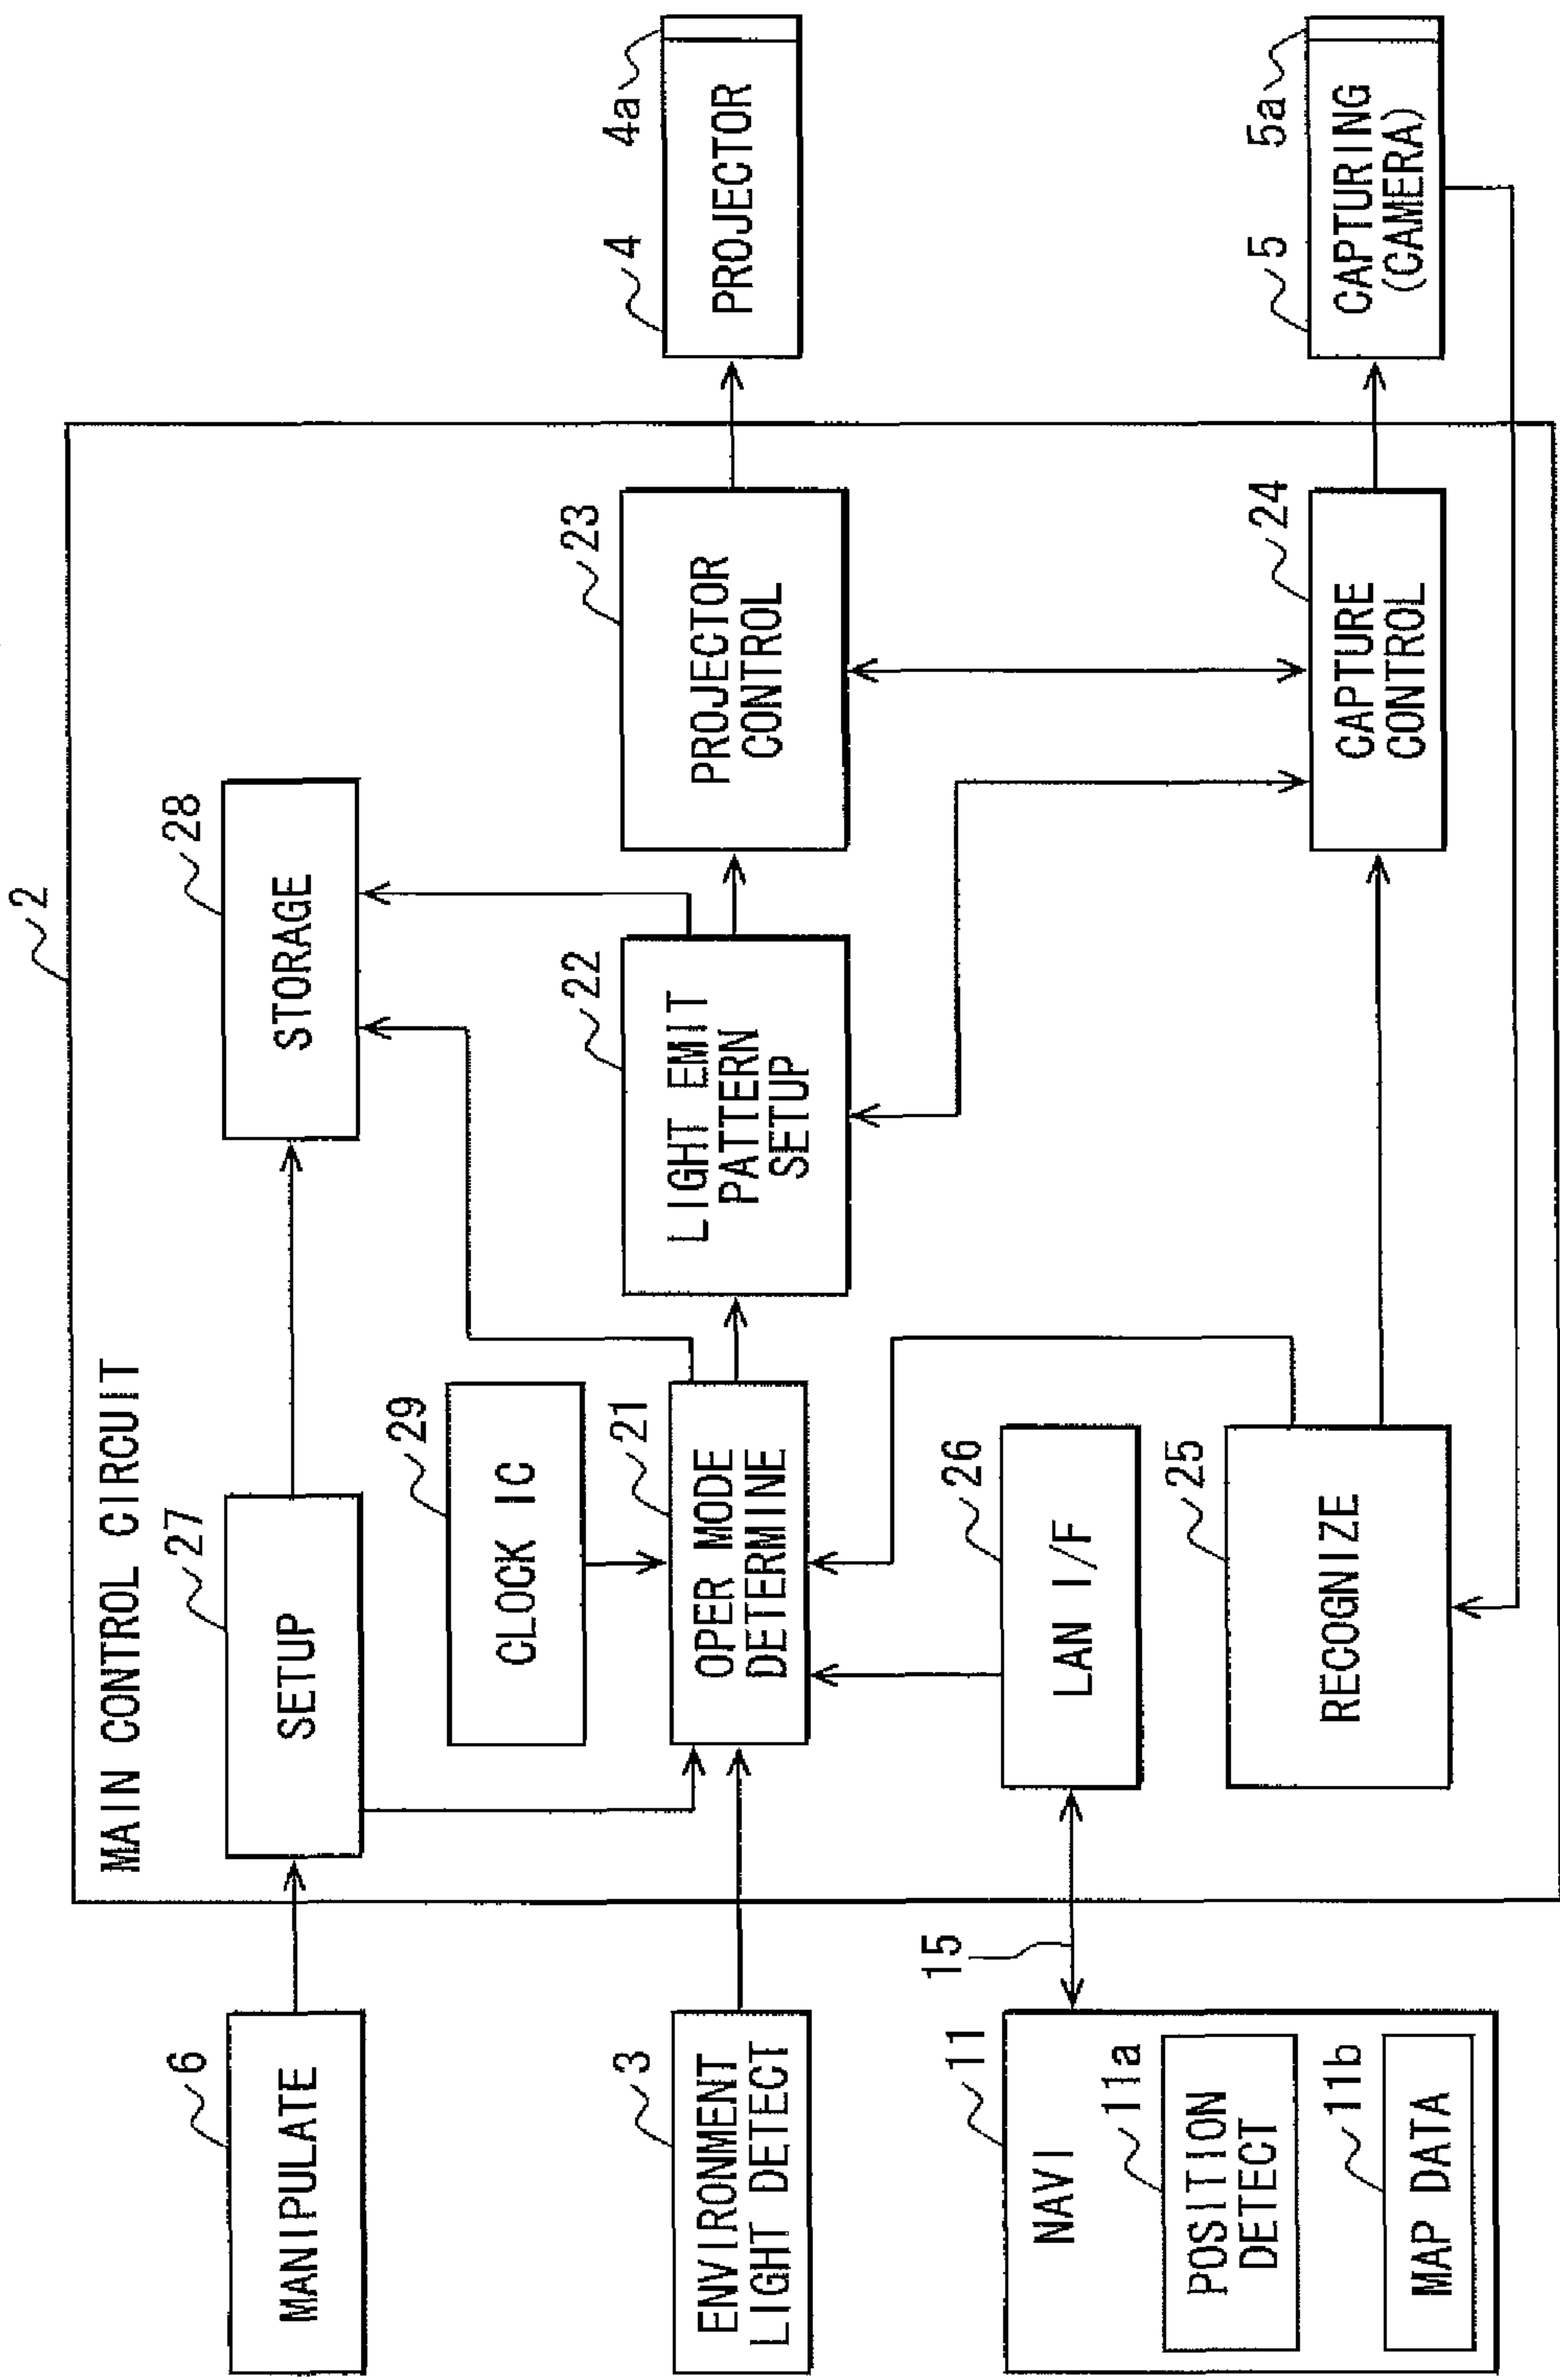 2
MAIN CONTROL CIRCUIT
6
MANIPULATE
27
SETUP
28
STORAGE
29
CLOCK IC
3
ENVIRONMENT
LIGHT DETECT
21
OPER MODE
DETERMINE
22
LIGHT EMIT
PATTERN
SETUP
23
PROJECTOR
CONTROL
4
4a
PROJECTOR
11
NAVI
11a
POSITION
DETECT
11b
MAP DATA
15
26
LAN I/F
25
RECOGNIZE
24
CAPTURE
CONTROL
5
5a
CAPTURING
(CAMERA)